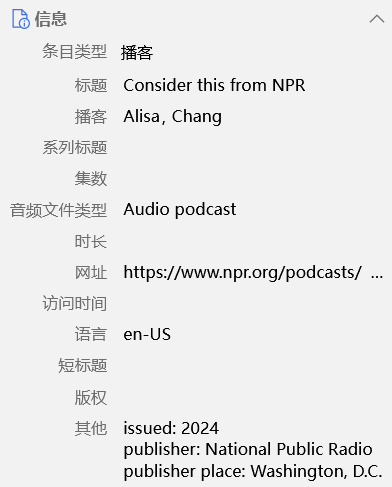 信息
条目类型 播客
标题 Consider this from NPR
播客 Alisa, Chang
系列标题
集数
音频文件类型 Audio podcast
时长
网址 https://www.npr.org/podcasts/ ...
访问时间
语言 en-US
短标题
版权
其他 issued: 2024
publisher: National Public Radio
publisher place: Washington, D.C.